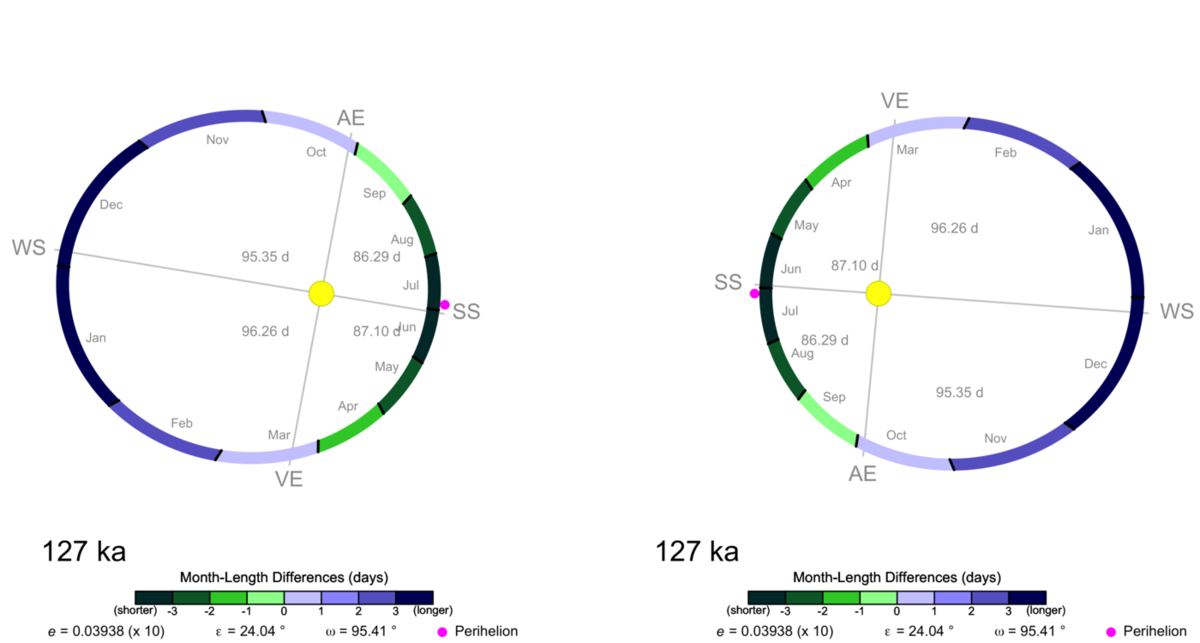 AE
Nov
Oct
Sep
Dec
Aug
WS
95.35 d
86.29 d
Jul
SS
96.26 d
87.10 d
Jun
Jan
May
Apr
Feb
Mar
VE
127 ka
Month-Length Differences (days)
(shorter) -3 -2 -1 0 1 2 3 (longer)
e = 0.03938 (x 10) ε = 24.04 ° ω = 95.41 ° Perihelion
VE
Mar
Feb
Apr
May
96.26 d
Jan
87.10 d
Jun
SS
Jul
WS
86.29 d
Aug
Dec
Sep
95.35 d
Oct
Nov
AE
127 ka
Month-Length Differences (days)
(shorter) -3 -2 -1 0 1 2 3 (longer)
e = 0.03938 (x 10) ε = 24.04 ° ω = 95.41 ° Perihelion